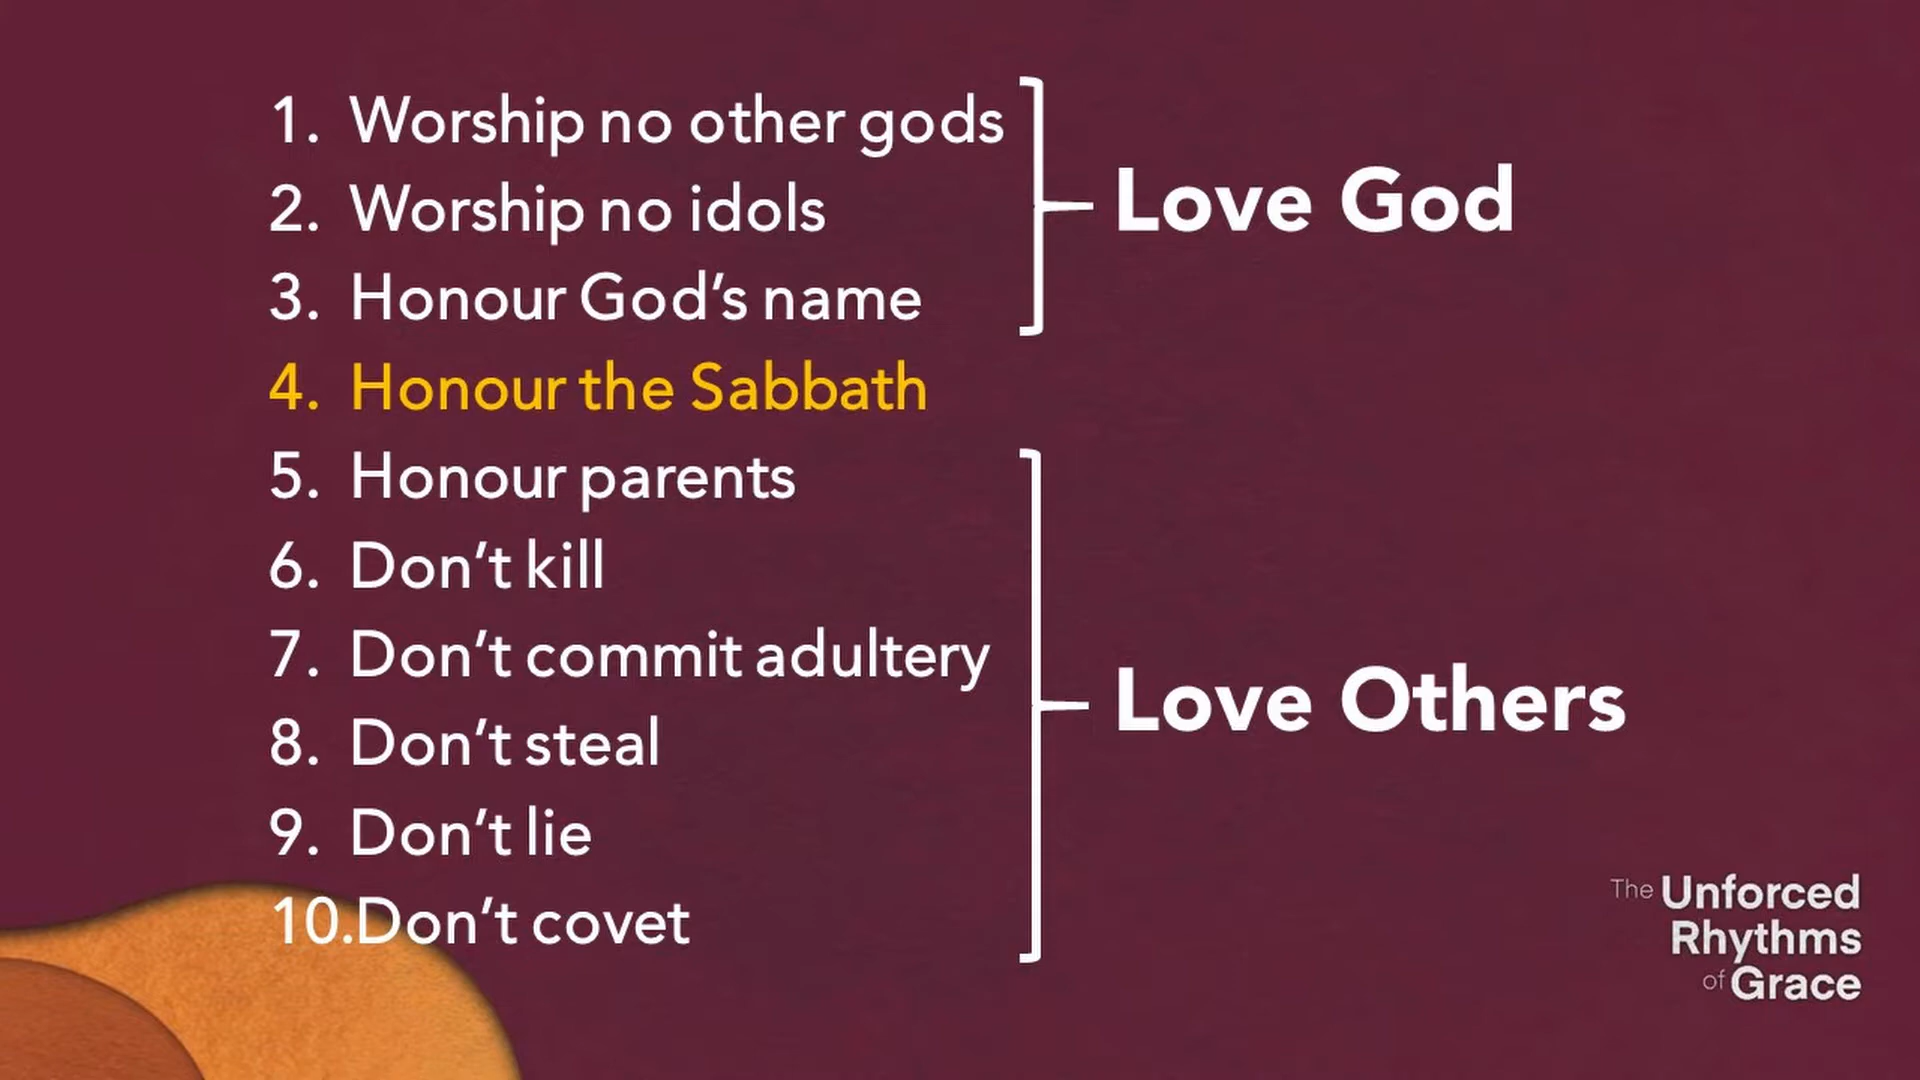 1. Worship no other gods
2. Worship no idols
3. Honour God’s name
Love God
4. Honour the Sabbath
5. Honour parents
6. Don’t kill
7. Don’t commit adultery
8. Don’t steal
9. Don’t lie
10.Don’t covet
Love Others
The Unforced
Rhythms
of Grace